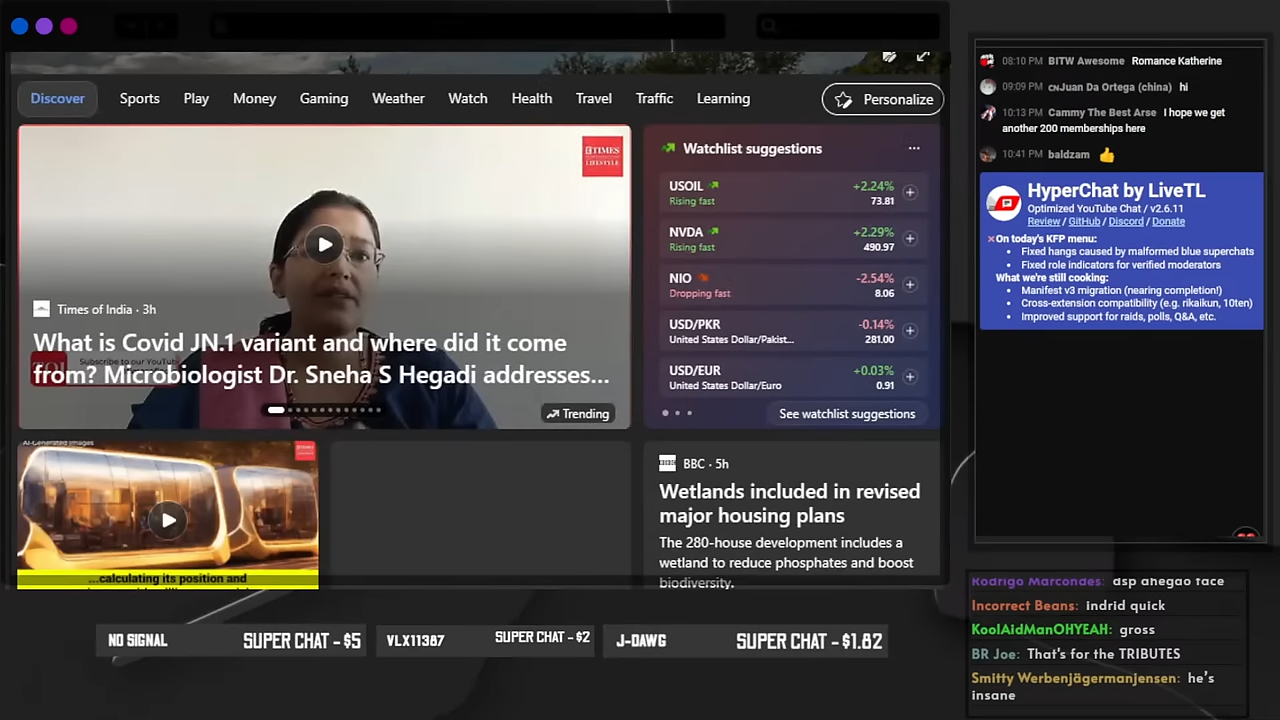 Discover
Sports
Play
Money
Gaming
Weather
Watch
Health
Travel
Traffic
Learning
Personalize
TIMES
LIFESTYLE
Times of India · 3h
Subscribe to our YouTube
What is Covid JN.1 variant and where did it come
from? Microbiologist Dr. Sneha S Hegadi addresses...
Trending
Watchlist suggestions
USOIL
+2.24%
Rising fast
73.81
NVDA
+2.29%
Rising fast
490.97
NIO
-2.54%
Dropping fast
8.06
USD/PKR
-0.14%
United States Dollar/Pakist...
281.00
USD/EUR
+0.03%
United States Dollar/Euro
0.91
See watchlist suggestions
AI-Generated Images
...calculating its position and
BBC · 5h
Wetlands included in revised
major housing plans
The 280-house development includes a
wetland to reduce phosphates and boost
biodiversity.
08:10 PM BITW Awesome Romance Katherine
09:09 PM CNJuan Da Ortega (china) hi
10:13 PM Cammy The Best Arse I hope we get
another 200 memberships here
10:41 PM baldzam 👍
HyperChat by LiveTL
Optimized YouTube Chat / v2.6.11
Review / GitHub / Discord / Donate
On today's KFP menu:
• Fixed hangs caused by malformed blue superchats
• Fixed role indicators for verified moderators
What we're still cooking:
• Manifest v3 migration (nearing completion!)
• Cross-extension compatibility (e.g. rikaikun, 10ten)
• Improved support for raids, polls, Q&A, etc.
Rodrigo Marcondes: dsp ahegao face
Incorrect Beans: indrid quick
KoolAidManOHYEAH: gross
BR Joe: That's for the TRIBUTES
Smitty Werbenjägermanjensen: he's
insane
NO SIGNAL SUPER CHAT - $5
VLX11387 SUPER CHAT - $2
J-DAWG SUPER CHAT - $1.82